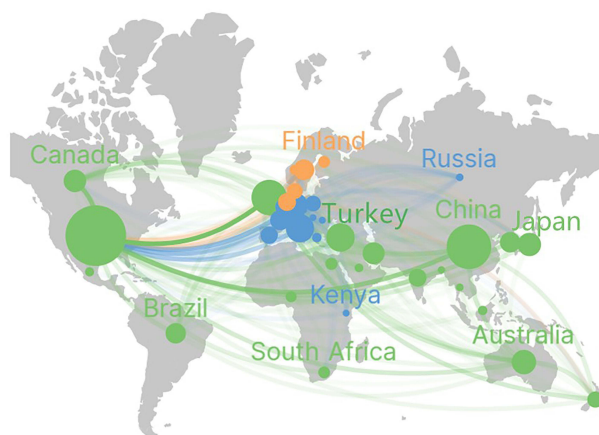 Finland
Canada
Russia
Turkey
China
Japan
Kenya
Brazil
Australia
South Africa